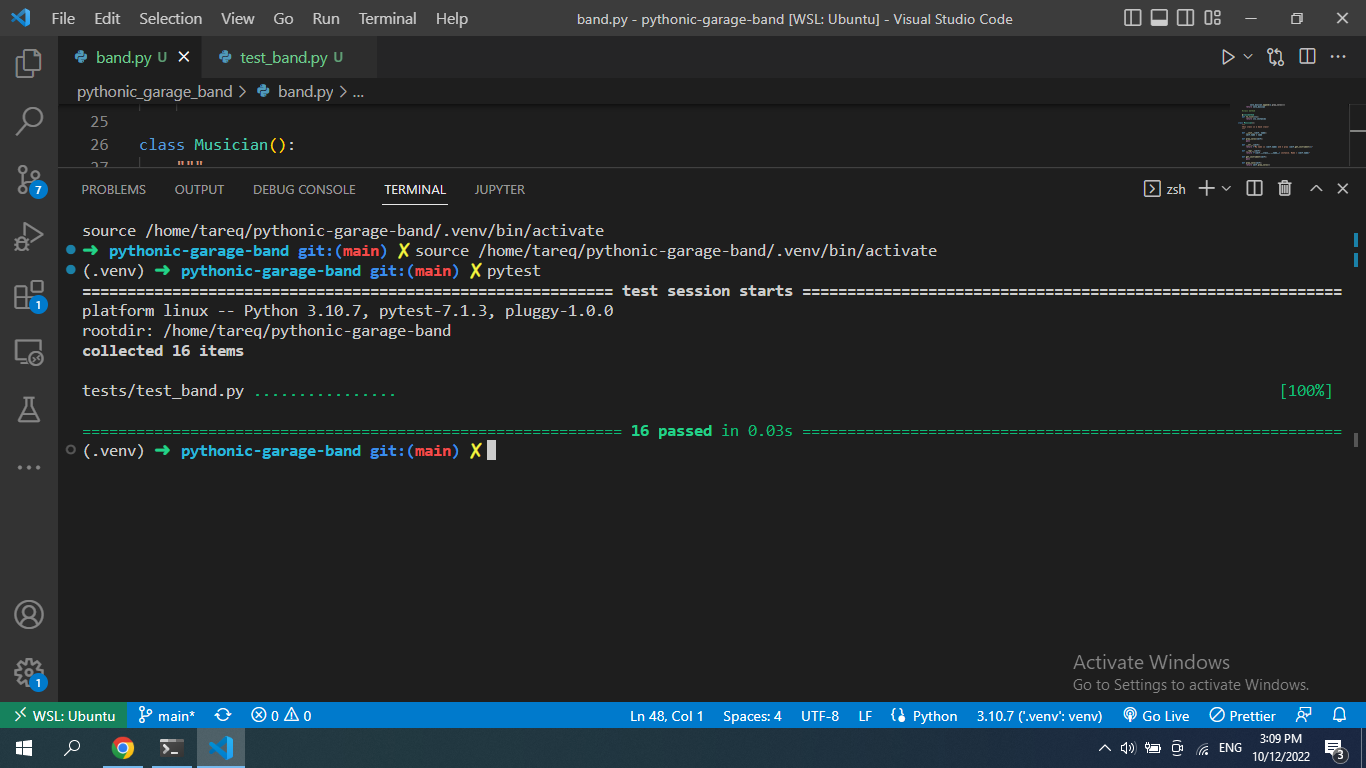 File Edit Selection View Go Run Terminal Help band.py - pythonic-garage-band [WSL: Ubuntu] - Visual Studio Code
band.py U test_band.py U
pythonic_garage_band > band.py > ...
25
26 class Musician():
27 """
PROBLEMS OUTPUT DEBUG CONSOLE TERMINAL JUPYTER zsh
source /home/tareq/pythonic-garage-band/.venv/bin/activate
➜ pythonic-garage-band git:(main) ✗ source /home/tareq/pythonic-garage-band/.venv/bin/activate
(.venv) ➜ pythonic-garage-band git:(main) ✗ pytest
=========================================================== test session starts ============================================================
platform linux -- Python 3.10.7, pytest-7.1.3, pluggy-1.0.0
rootdir: /home/tareq/pythonic-garage-band
collected 16 items
tests/test_band.py ................ [100%]
============================================================ 16 passed in 0.03s ============================================================
(.venv) ➜ pythonic-garage-band git:(main) ✗
7
1
1
Activate Windows
Go to Settings to activate Windows.
WSL: Ubuntu main* 0 0 Ln 48, Col 1 Spaces: 4 UTF-8 LF Python 3.10.7 ('.venv': venv) Go Live Prettier
ENG 3:09 PM
10/12/2022 3